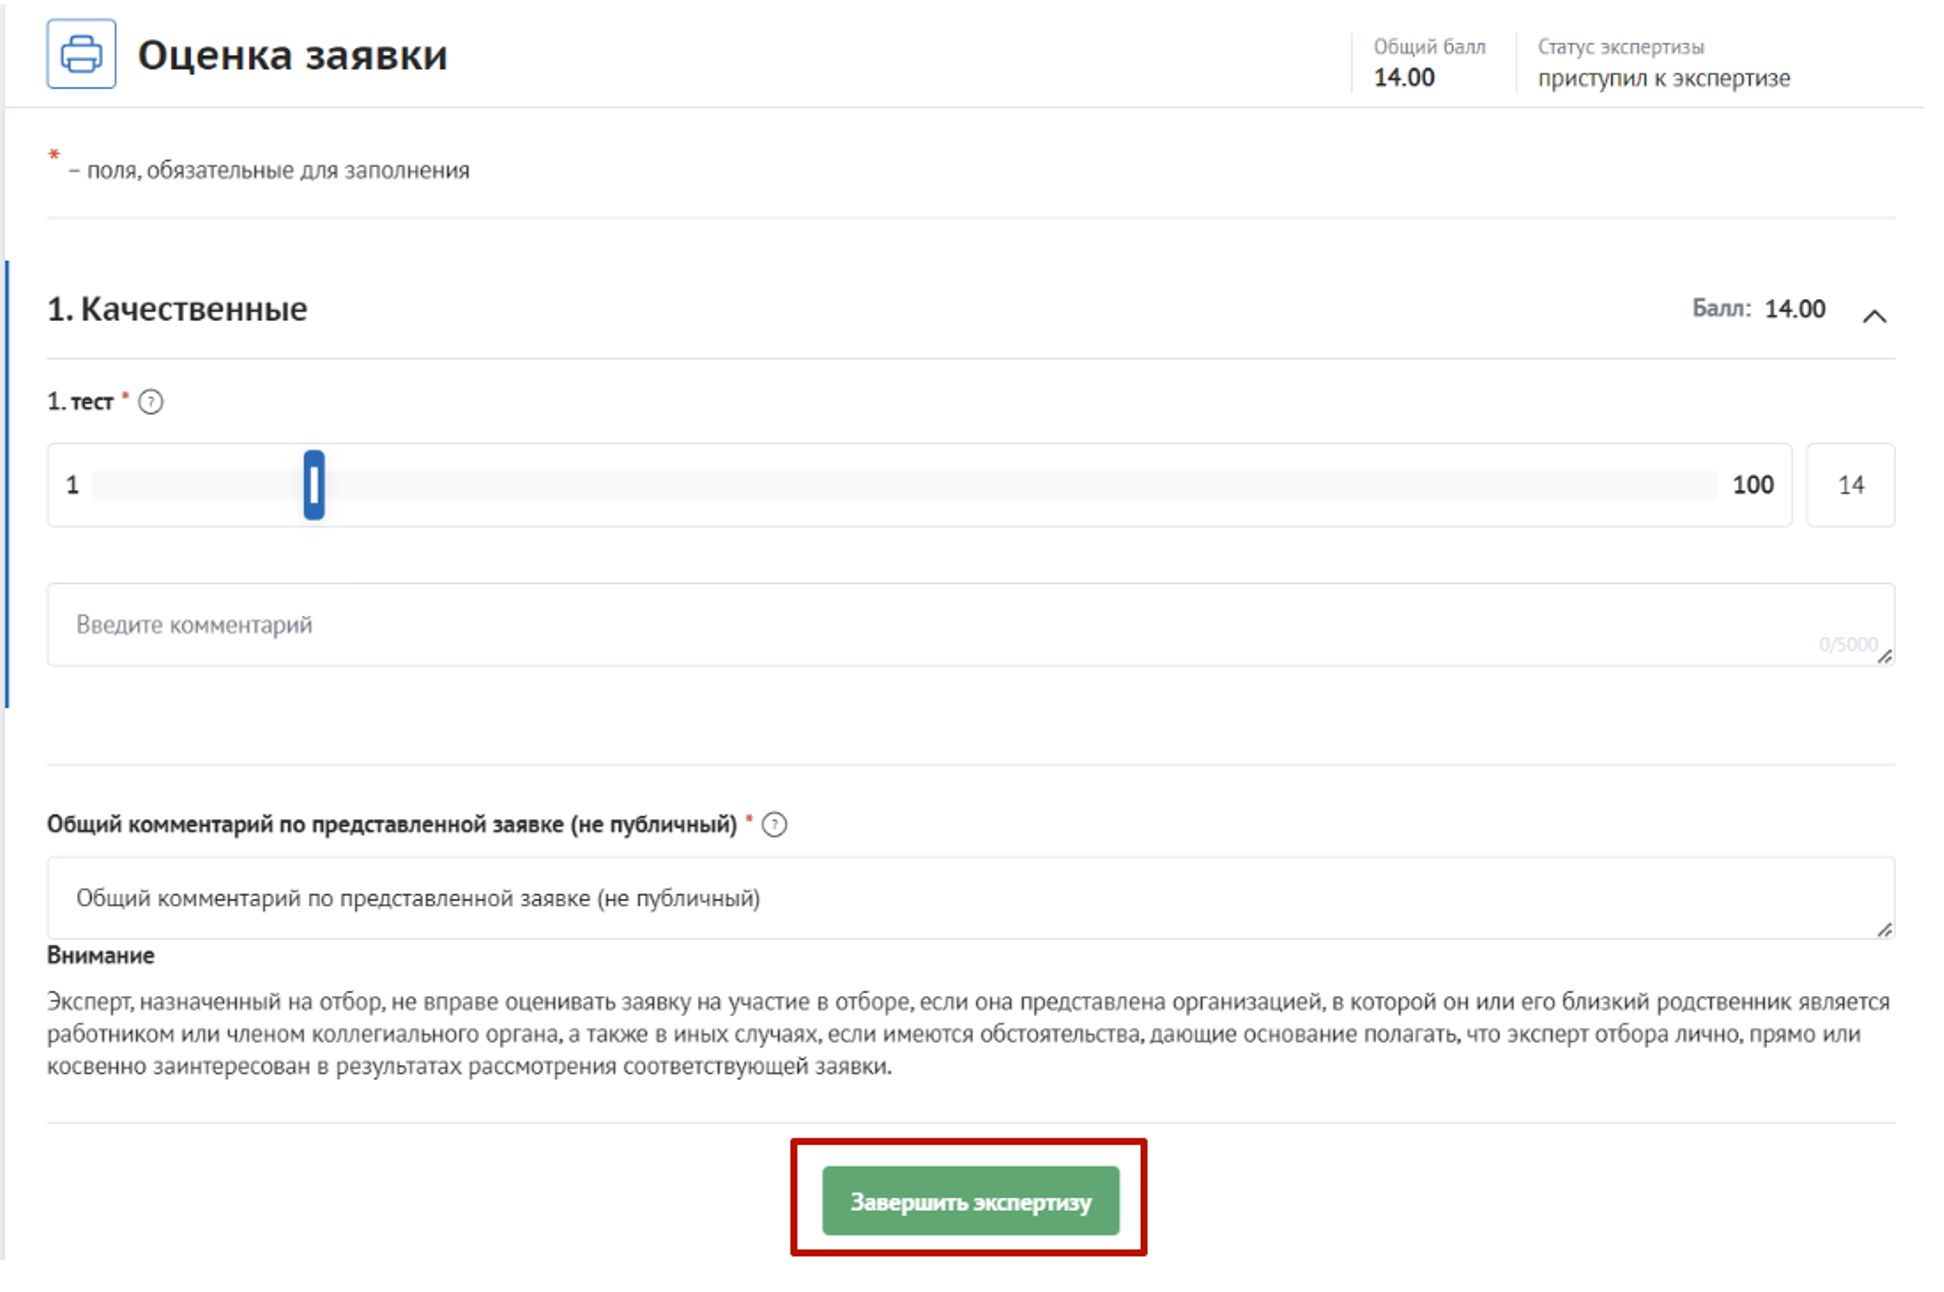 Оценка заявки
Общий балл
14.00
Статус экспертизы
приступил к экспертизе
* – поля, обязательные для заполнения
1. Качественные
Балл: 14.00
1. тест * ?
1
100
14
Введите комментарий
0/5000
Общий комментарий по представленной заявке (не публичный) * ?
Общий комментарий по представленной заявке (не публичный)
Внимание
Эксперт, назначенный на отбор, не вправе оценивать заявку на участие в отборе, если она представлена организацией, в которой он или его близкий родственник является
работником или членом коллегиального органа, а также в иных случаях, если имеются обстоятельства, дающие основание полагать, что эксперт отбора лично, прямо или
косвенно заинтересован в результатах рассмотрения соответствующей заявки.
Завершить экспертизу